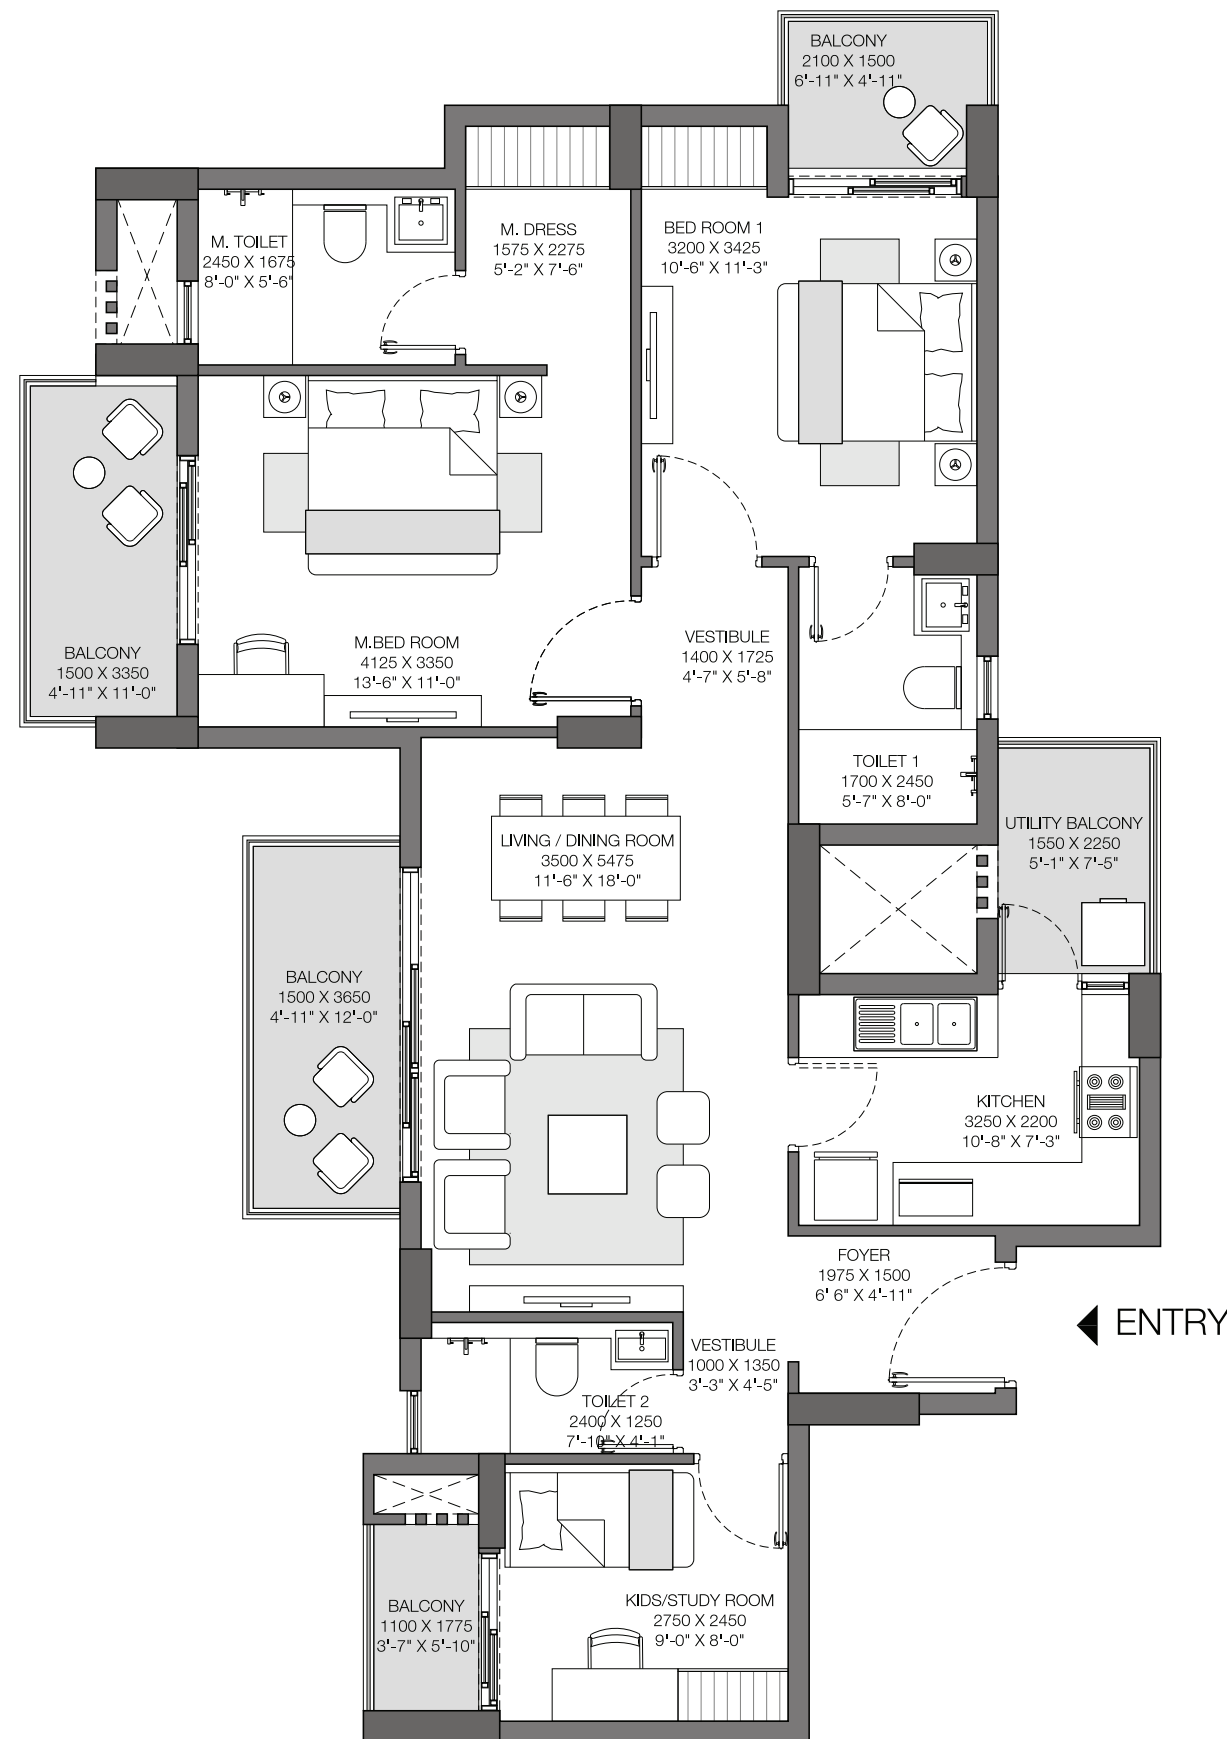 BALCONY
2100 X 1500
6'-11" X 4'-11"
M. TOILET
2450 X 1675
8'-0" X 5'-6"
M. DRESS
1575 X 2275
5'-2" X 7'-6"
BED ROOM 1
3200 X 3425
10'-6" X 11'-3"
BALCONY
1500 X 3350
4'-11" X 11'-0"
M.BED ROOM
4125 X 3350
13'-6" X 11'-0"
VESTIBULE
1400 X 1725
4'-7" X 5'-8"
TOILET 1
1700 X 2450
5'-7" X 8'-0"
UTILITY BALCONY
1550 X 2250
5'-1" X 7'-5"
LIVING / DINING ROOM
3500 X 5475
11'-6" X 18'-0"
BALCONY
1500 X 3650
4'-11" X 12'-0"
KITCHEN
3250 X 2200
10'-8" X 7'-3"
FOYER
1975 X 1500
6' 6" X 4'-11"
ENTRY
VESTIBULE
1000 X 1350
3'-3" X 4'-5"
TOILET 2
2400 X 1250
7'-10" X 4'-1"
KIDS/STUDY ROOM
2750 X 2450
9'-0" X 8'-0"
BALCONY
1100 X 1775
3'-7" X 5'-10"